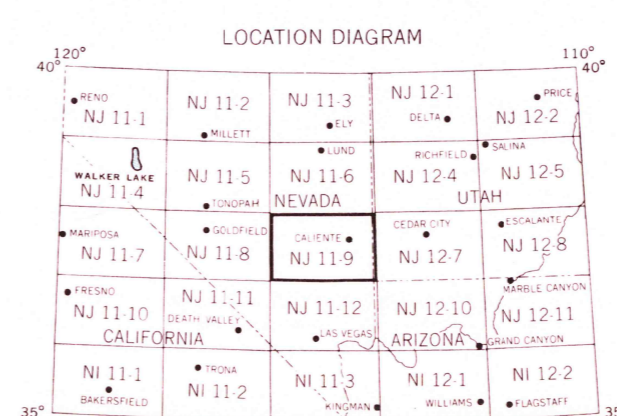 LOCATION DIAGRAM
120° 110°
40° 40°
RENO NJ 11-2 NJ 11-3 NJ 12-1 PRICE
NJ 11-1 MILLETT ELY DELTA NJ 12-2
LUND RICHFIELD SALINA
WALKER LAKE NJ 11-5 NJ 11-6 NJ 12-4 NJ 12-5
NJ 11-4 TONOPAH NEVADA UTAH
MARIPOSA GOLDFIELD CALIENTE CEDAR CITY ESCALANTE
NJ 11-7 NJ 11-8 NJ 11-9 NJ 12-7 NJ 12-8
FRESNO NJ 11-11 NJ 11-12 NJ 12-10 MARBLE CANYON
NJ 11-10 DEATH VALLEY NJ 12-11
CALIFORNIA LAS VEGAS ARIZONA GRAND CANYON
NI 11-1 TRONA NI 11-3 NI 12-1 NI 12-2
BAKERSFIELD NI 11-2 KINGMAN WILLIAMS FLAGSTAFF
35°